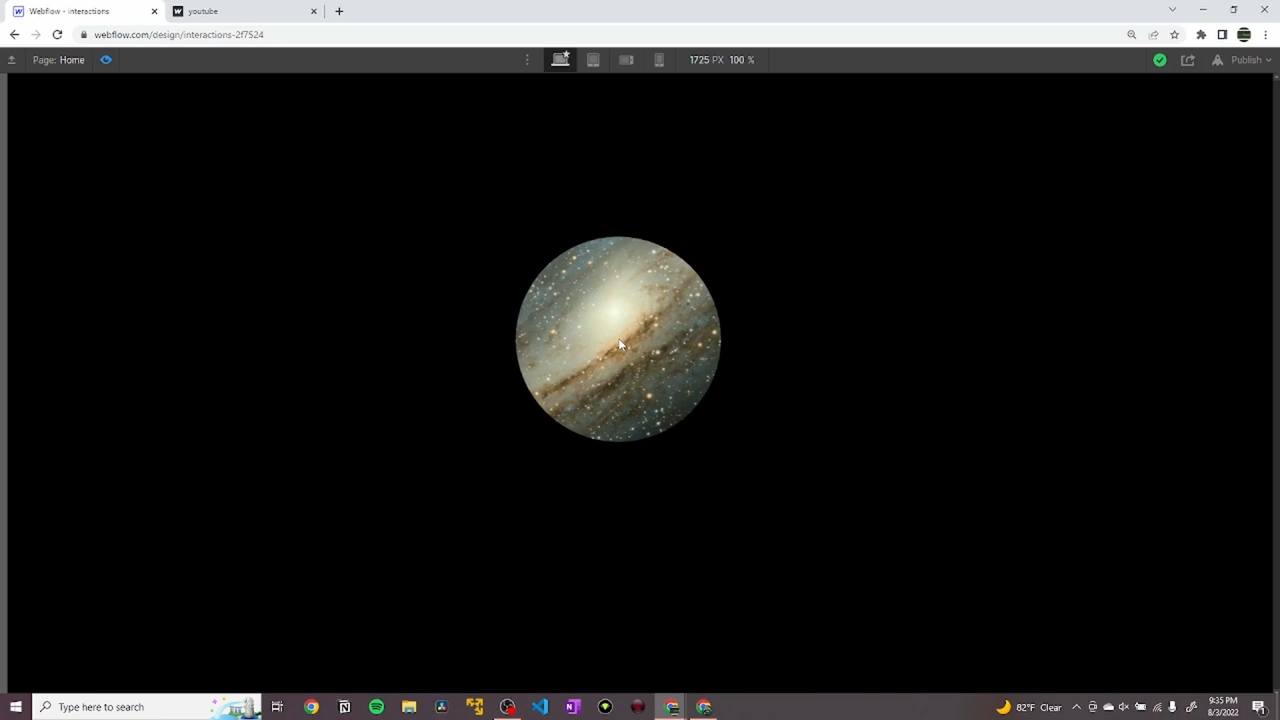 Webflow - interactions
youtube
webflow.com/design/interactions-2f7524
Page: Home
1725 PX 100 %
Publish
Type here to search
82°F Clear
9:35 PM
8/3/2022